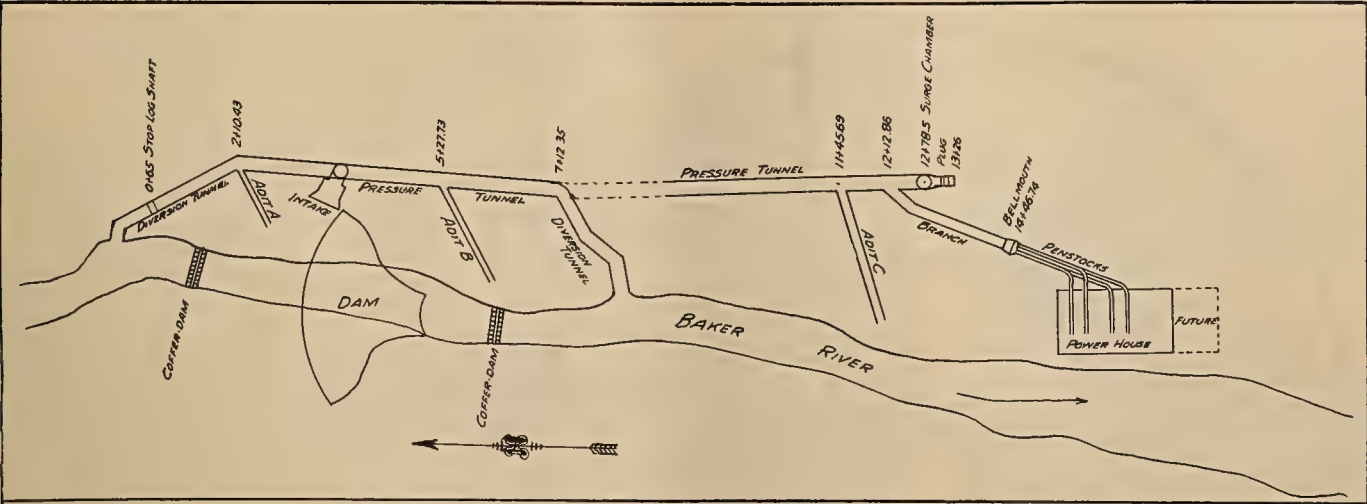 0+65 STOP LOG SHAFT
2+10.43
5+27.73
7+12.35
11+45.69
12+12.86
12+78.5 SURGE CHAMBER
PLUG
13+26
DIVERSION TUNNEL
ADIT A
INTAKE
PRESSURE
TUNNEL
ADIT B
DIVERSION
TUNNEL
PRESSURE TUNNEL
ADIT C
BRANCH
BELLMOUTH
14+46.74
PENSTOCKS
POWER HOUSE
FUTURE
DAM
COFFER-DAM
COFFER-DAM
BAKER
RIVER